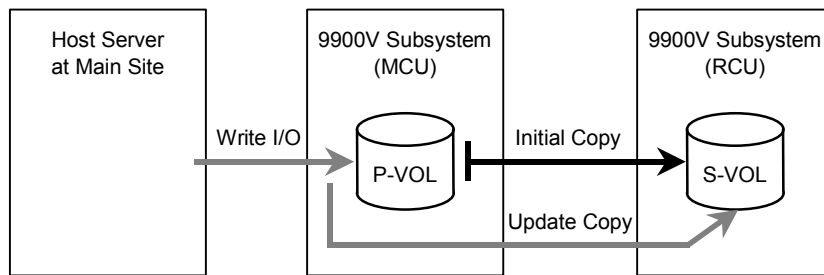 Host Server
at Main Site
9900V Subsystem
(MCU)
9900V Subsystem
(RCU)
Write I/O
Initial Copy
P-VOL
S-VOL
Update Copy